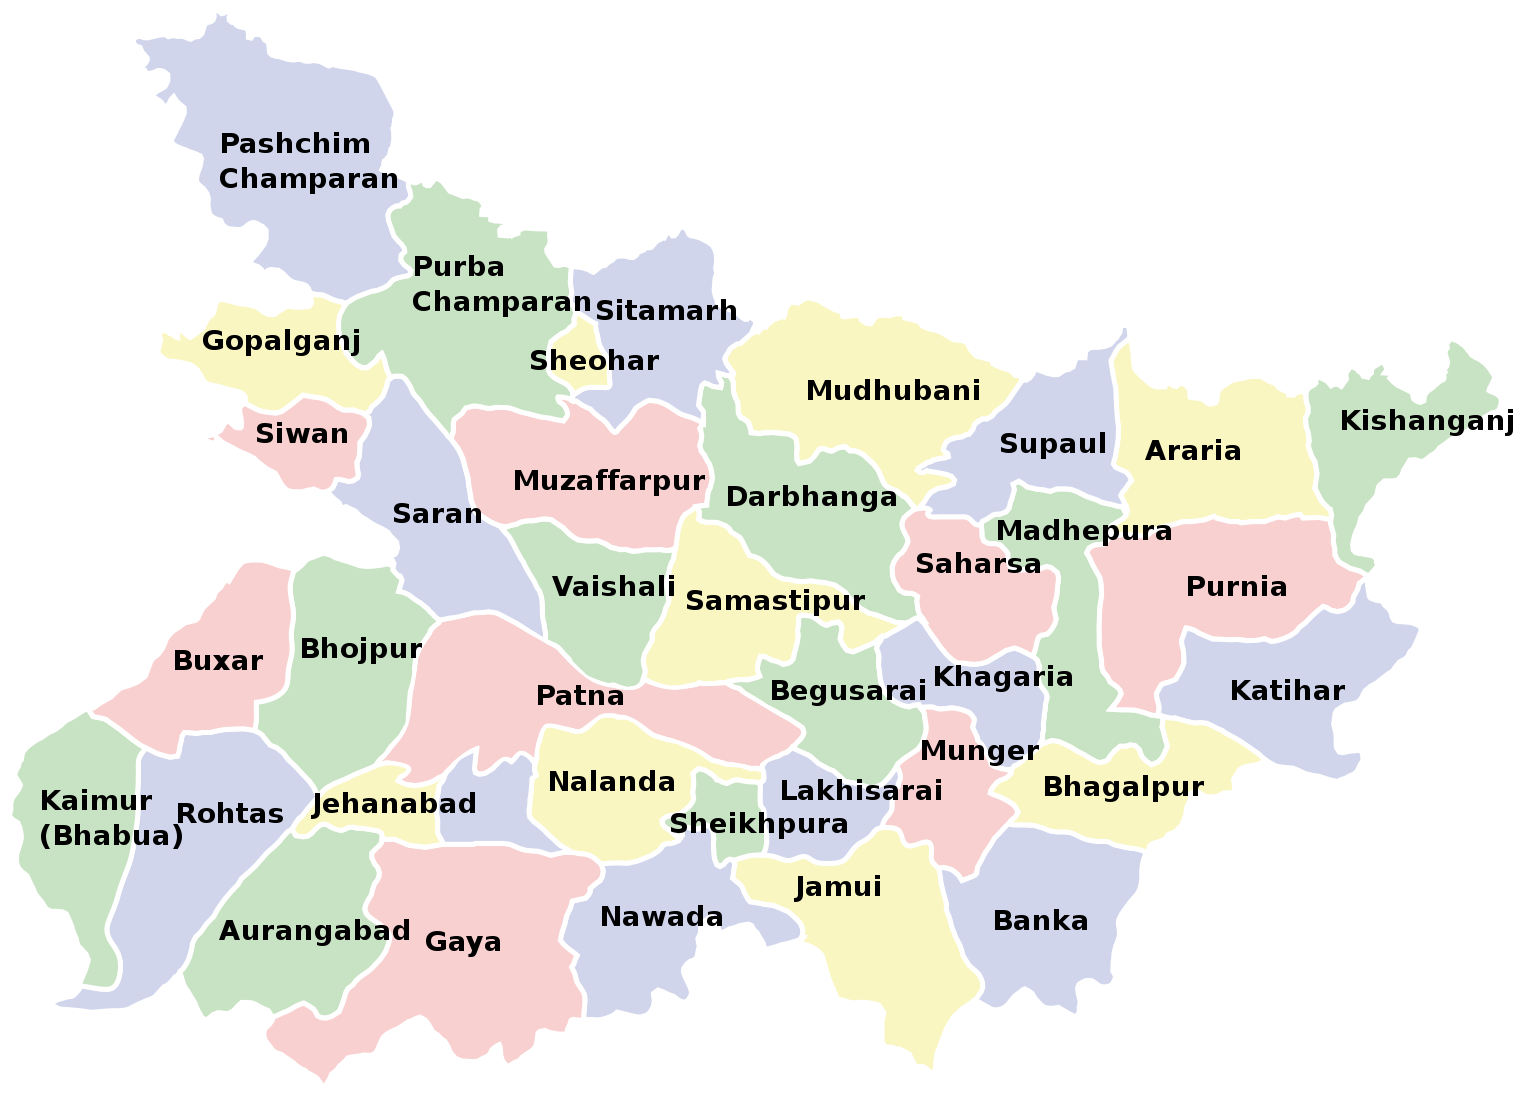 Pashchim
Champaran
Purba
Champaran
Sitamarh
Gopalganj
Sheohar
Mudhubani
Siwan
Supaul
Araria
Kishanganj
Muzaffarpur
Darbhanga
Saran
Madhepura
Saharsa
Vaishali
Samastipur
Purnia
Bhojpur
Buxar
Patna
Begusarai
Khagaria
Katihar
Munger
Nalanda
Lakhisarai
Bhagalpur
Kaimur
(Bhabua)
Rohtas
Jehanabad
Sheikhpura
Jamui
Nawada
Banka
Aurangabad
Gaya